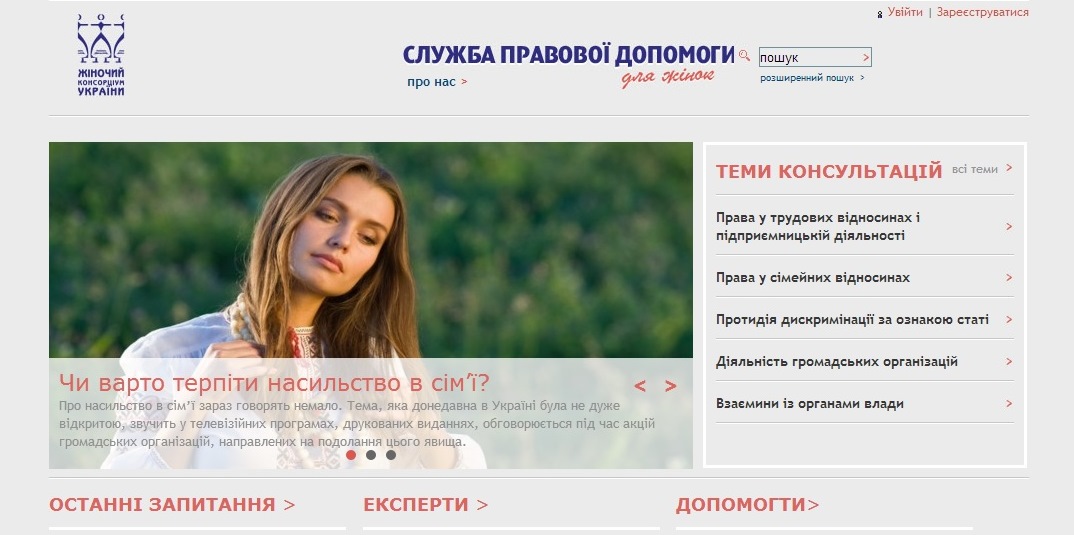 Увійти | Зареєструватися
ЖІНОЧИЙ
КОНСОРЦІУМ
УКРАЇНИ
СЛУЖБА ПРАВОВОЇ ДОПОМОГИ
для жінок
про нас >
пошук >
розширенний пошук >
Чи варто терпіти насильство в сім’ї? < >
Про насильство в сім’ї зараз говорять немало. Тема, яка донедавна в Україні була не дуже
відкритою, звучить у телевізійних програмах, друкованих виданнях, обговорюється під час акцій
громадських організацій, направлених на подолання цього явища.
ТЕМИ КОНСУЛЬТАЦІЙ всі теми >
Права у трудових відносинах і
підприємницькій діяльності >
Права у сімейних відносинах >
Протидія дискримінації за ознакою статі >
Діяльність громадських організацій >
Взаємини із органами влади >
ОСТАННІ ЗАПИТАННЯ >
ЕКСПЕРТИ >
ДОПОМОГТИ>